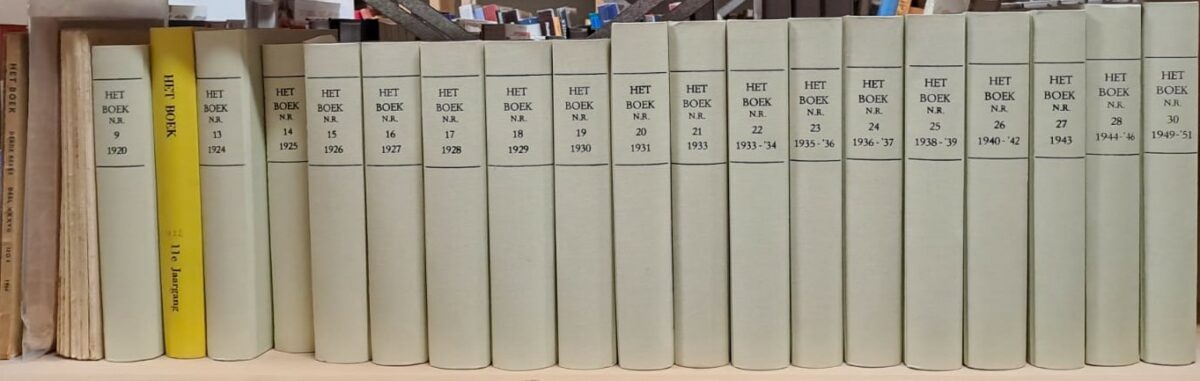 HET BOEK
DERDE REEKS
DEEL XXXVI
HET
BOEK
N.R.
9
1920
HET BOEK
11e Jaargang
HET
BOEK
N.R.
13
1924
HET
BOEK
N.R.
14
1925
HET
BOEK
N.R.
15
1926
HET
BOEK
N.R.
16
1927
HET
BOEK
N.R.
17
1928
HET
BOEK
N.R.
18
1929
HET
BOEK
N.R.
19
1930
HET
BOEK
N.R.
20
1931
HET
BOEK
N.R.
21
1933
HET
BOEK
N.R.
22
1933-'34
HET
BOEK
N.R.
23
1935-'36
HET
BOEK
N.R.
24
1936-'37
HET
BOEK
N.R.
25
1938-'39
HET
BOEK
N.R.
26
1940-'42
HET
BOEK
N.R.
27
1943
HET
BOEK
N.R.
28
1944-'46
HET
BOEK
N.R.
30
1949-'51